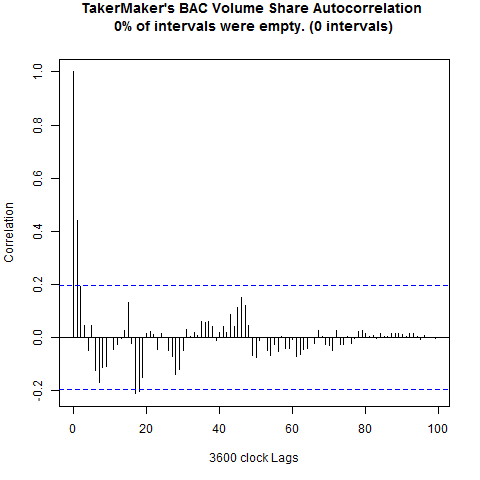 TakerMaker's BAC Volume Share Autocorrelation
0% of intervals were empty. (0 intervals)
Correlation
1.0
0.8
0.6
0.4
0.2
0.0
-0.2
0 20 40 60 80 100
3600 clock Lags